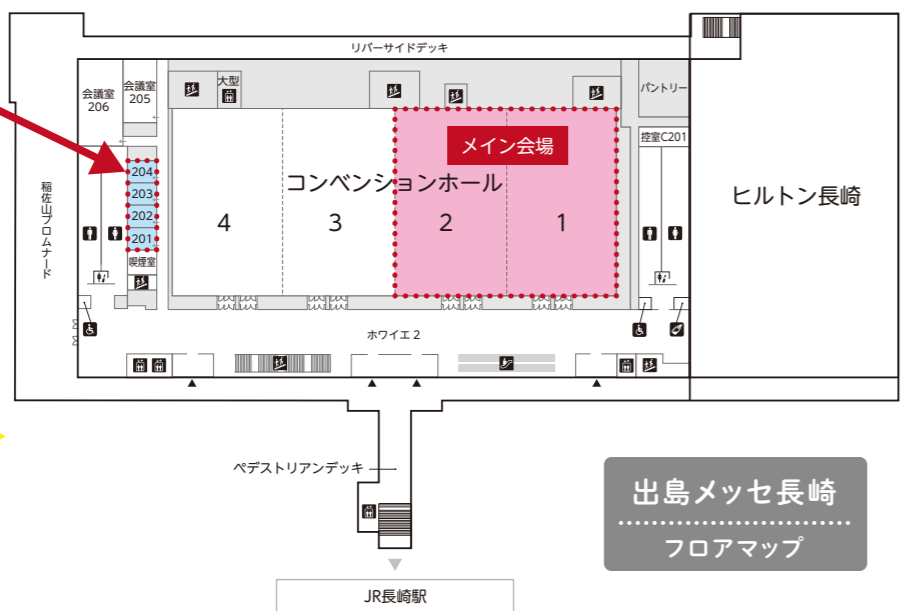 リバーサイドデッキ
会議室
206
会議室
205
大型
パントリー
控室C201
メイン会場
コンベンションホール
4
3
2
1
204
203
202
201
喫煙室
稲佐山プロムナード
ヒルトン長崎
ホワイエ2
ペデストリアンデッキ
出島メッセ長崎
フロアマップ
JR長崎駅